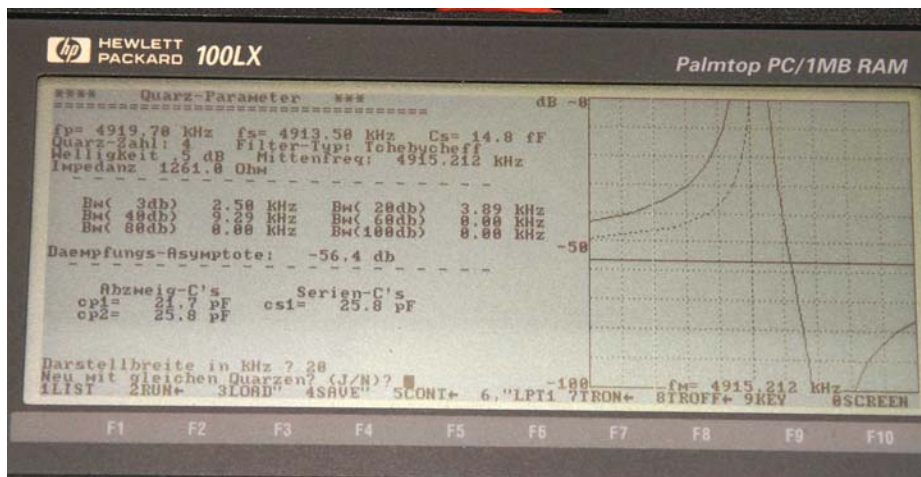 hp HEWLETT PACKARD 100LX
Palmtop PC/1MB RAM
**** Quarz-Parameter ***
dB -0
fp= 4919.70 kHz fs= 4913.50 kHz Cs= 14.8 fF
Quarz-Zahl: 4 Filter-Typ: Tchebycheff
Welligkeit .5 dB Mittenfreq: 4915.212 kHz
Impedanz 1261.0 Ohm
Bw( 3db) 2.50 kHz Bw( 20db) 3.89 kHz
Bw( 40db) 9.29 kHz Bw( 60db) 0.00 kHz
Bw( 80db) 0.00 kHz Bw(100db) 0.00 kHz
-50
Daempfungs-Asymptote: -56.4 db
Abzweig-C's Serien-C's
cp1= 21.7 pF cs1= 25.8 pF
cp2= 25.8 pF
Darstellbreite in kHz ? 20
Neu mit gleichen Quarzen? (J/N)?
-100 fm= 4915.212 kHz
1LIST 2RUN← 3LOAD" 4SAVE" 5CONT← 6,"LPT1 7TRON← 8TROFF← 9KEY 0SCREEN
F1 F2 F3 F4 F5 F6 F7 F8 F9 F10